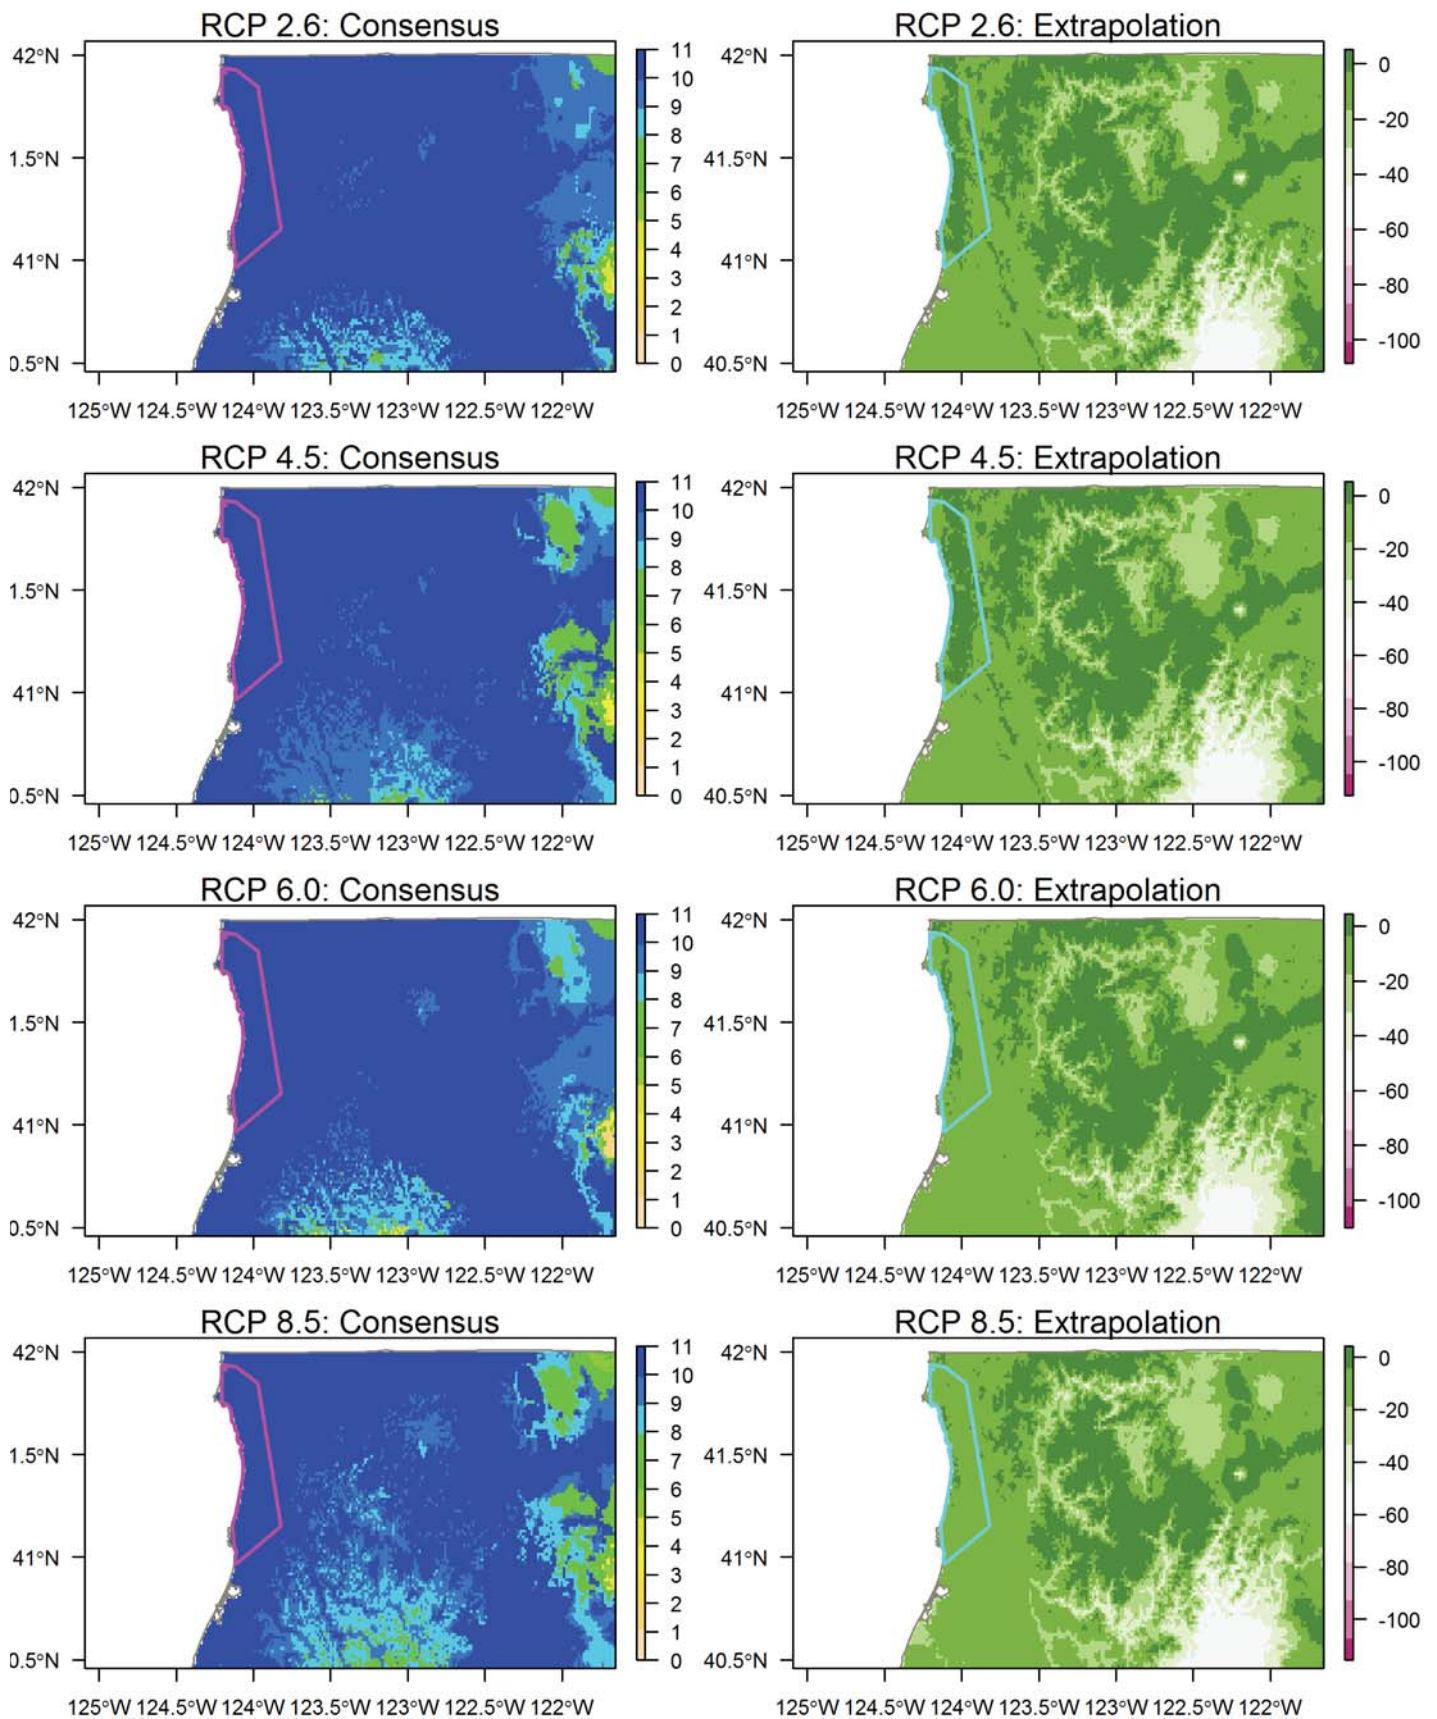 RCP 2.6: Consensus
RCP 2.6: Extrapolation
42°N
1.5°N
41°N
0.5°N
125°W 124.5°W 124°W 123.5°W 123°W 122.5°W 122°W
11
10
9
8
7
6
5
4
3
2
1
0
42°N
41.5°N
41°N
40.5°N
125°W 124.5°W 124°W 123.5°W 123°W 122.5°W 122°W
0
-20
-40
-60
-80
-100
RCP 4.5: Consensus
RCP 4.5: Extrapolation
42°N
1.5°N
41°N
0.5°N
125°W 124.5°W 124°W 123.5°W 123°W 122.5°W 122°W
11
10
9
8
7
6
5
4
3
2
1
0
42°N
41.5°N
41°N
40.5°N
125°W 124.5°W 124°W 123.5°W 123°W 122.5°W 122°W
0
-20
-40
-60
-80
-100
RCP 6.0: Consensus
RCP 6.0: Extrapolation
42°N
1.5°N
41°N
0.5°N
125°W 124.5°W 124°W 123.5°W 123°W 122.5°W 122°W
11
10
9
8
7
6
5
4
3
2
1
0
42°N
41.5°N
41°N
40.5°N
125°W 124.5°W 124°W 123.5°W 123°W 122.5°W 122°W
0
-20
-40
-60
-80
-100
RCP 8.5: Consensus
RCP 8.5: Extrapolation
42°N
1.5°N
41°N
0.5°N
125°W 124.5°W 124°W 123.5°W 123°W 122.5°W 122°W
11
10
9
8
7
6
5
4
3
2
1
0
42°N
41.5°N
41°N
40.5°N
125°W 124.5°W 124°W 123.5°W 123°W 122.5°W 122°W
0
-20
-40
-60
-80
-100